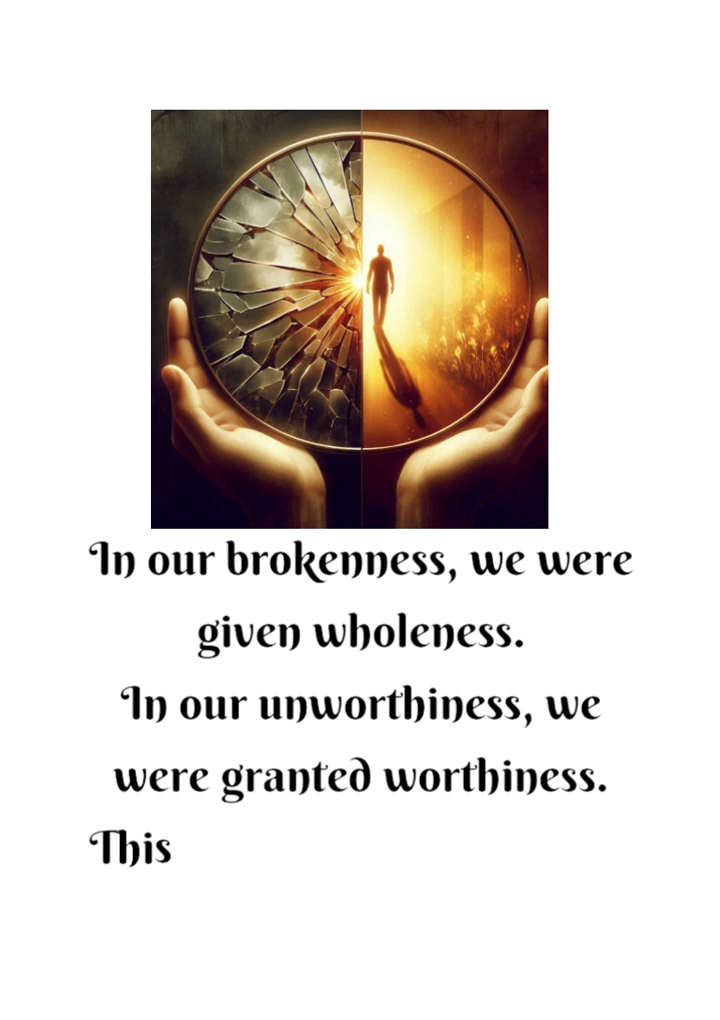 In our brokenness, we were
given wholeness.
In our unworthiness, we
were granted worthiness.
This